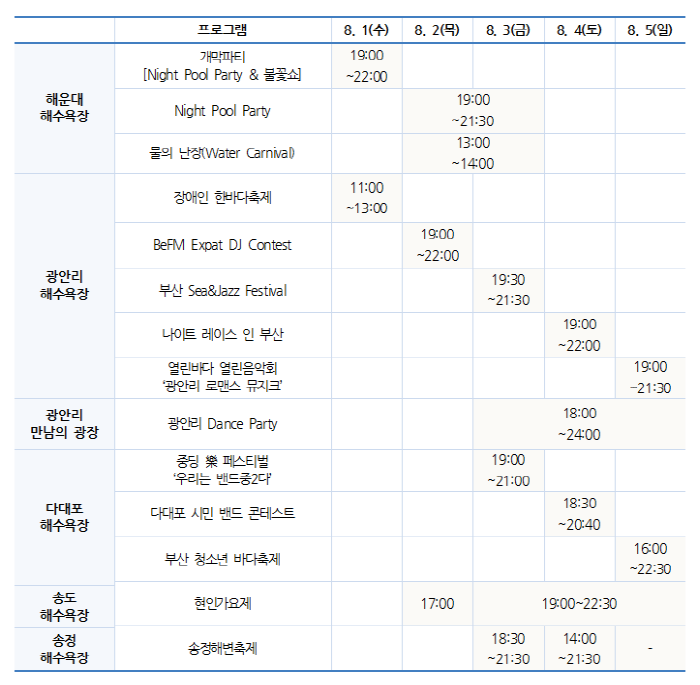 프로그램 8. 1(수) 8. 2(목) 8. 3(금) 8. 4(토) 8. 5(일)
해운대
해수욕장
개막파티
[Night Pool Party & 불꽃쇼]
19:00
~22:00
Night Pool Party
19:00
~21:30
물의 난장(Water Carnival)
13:00
~14:00
광안리
해수욕장
장애인 한바다축제
11:00
~13:00
BeFM Expat DJ Contest
19:00
~22:00
부산 Sea&Jazz Festival
19:30
~21:30
나이트 레이스 인 부산
19:00
~22:00
열린바다 열린음악회
‘광안리 로맨스 뮤지크’
19:00
~21:30
광안리
만남의 광장
광안리 Dance Party
18:00
~24:00
다대포
해수욕장
중딩 樂 페스티벌
‘우리는 밴드중2다’
19:00
~21:00
다대포 시민 밴드 콘테스트
18:30
~20:40
부산 청소년 바다축제
16:00
~22:30
송도
해수욕장
현인가요제
17:00
19:00~22:30
송정
해수욕장
송정해변축제
18:30
~21:30
14:00
~21:30
-